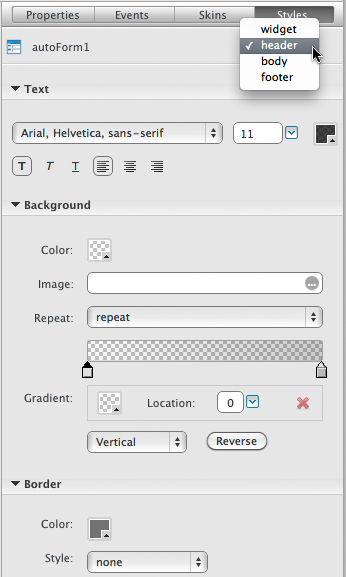 Properties Events Skins Styles
widget
✓ header
body
footer
autoForm1
Text
Arial, Helvetica, sans-serif 11
T T T
Background
Color:
Image: ...
Repeat: repeat
Gradient: Location: 0
Vertical Reverse
Border
Color:
Style: none